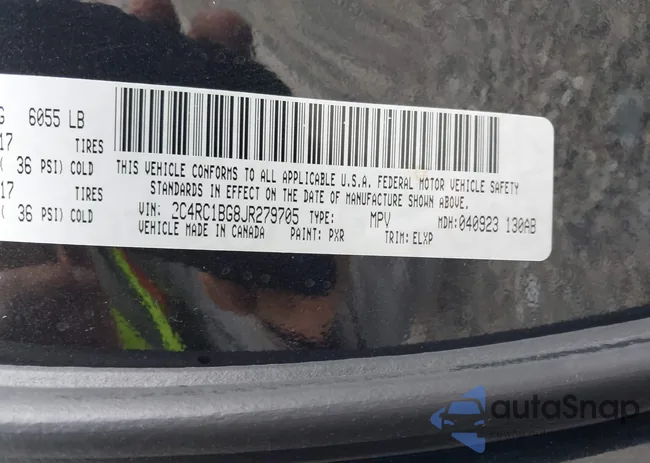 G 6055 LB
17 TIRES
( 36 PSI) COLD
17 TIRES
( 36 PSI) COLD
THIS VEHICLE CONFORMS TO ALL APPLICABLE U.S.A. FEDERAL MOTOR VEHICLE SAFETY
STANDARDS IN EFFECT ON THE DATE OF MANUFACTURE SHOWN ABOVE.
VIN: 2C4RC1BG8JR279705 TYPE: MPV MDH: 040923 130AB
VEHICLE MADE IN CANADA PAINT: PXR TRIM: ELXP
autaSnap